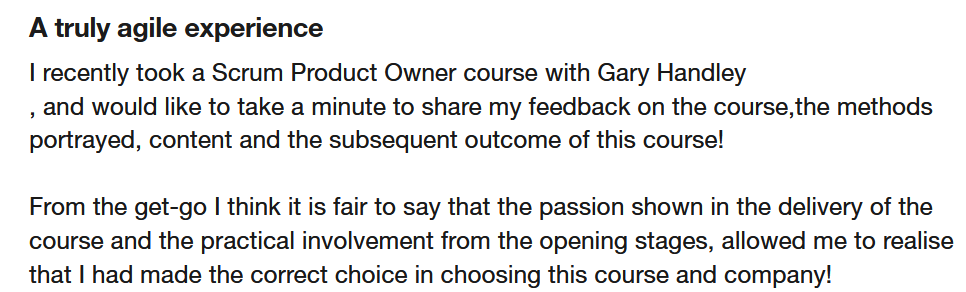 A truly agile experience
I recently took a Scrum Product Owner course with Gary Handley
, and would like to take a minute to share my feedback on the course,the methods
portrayed, content and the subsequent outcome of this course!
From the get-go I think it is fair to say that the passion shown in the delivery of the
course and the practical involvement from the opening stages, allowed me to realise
that I had made the correct choice in choosing this course and company!